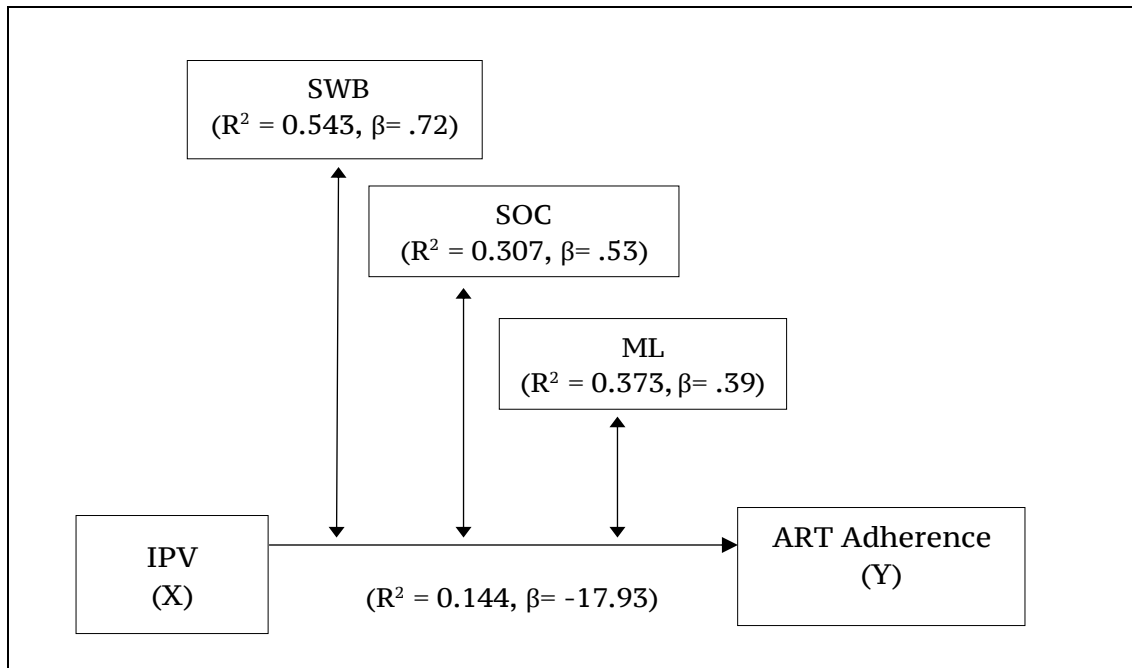 SWB
(R² = 0.543, β= .72)
SOC
(R² = 0.307, β= .53)
ML
(R² = 0.373, β= .39)
IPV
(X)
ART Adherence
(Y)
(R² = 0.144, β= -17.93)